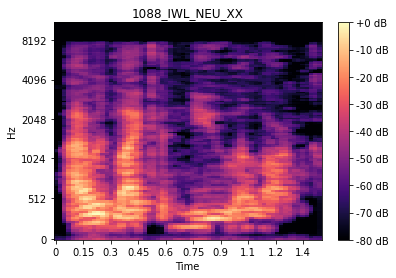 1088_IWL_NEU_XX
+0 dB
8192
-10 dB
4096
-20 dB
-30 dB
2048
Hz
-40 dB
1024
-50 dB
512
-60 dB
-70 dB
0
-80 dB
0 0.15 0.3 0.45 0.6 0.75 0.9 1.1 1.2 1.4
Time